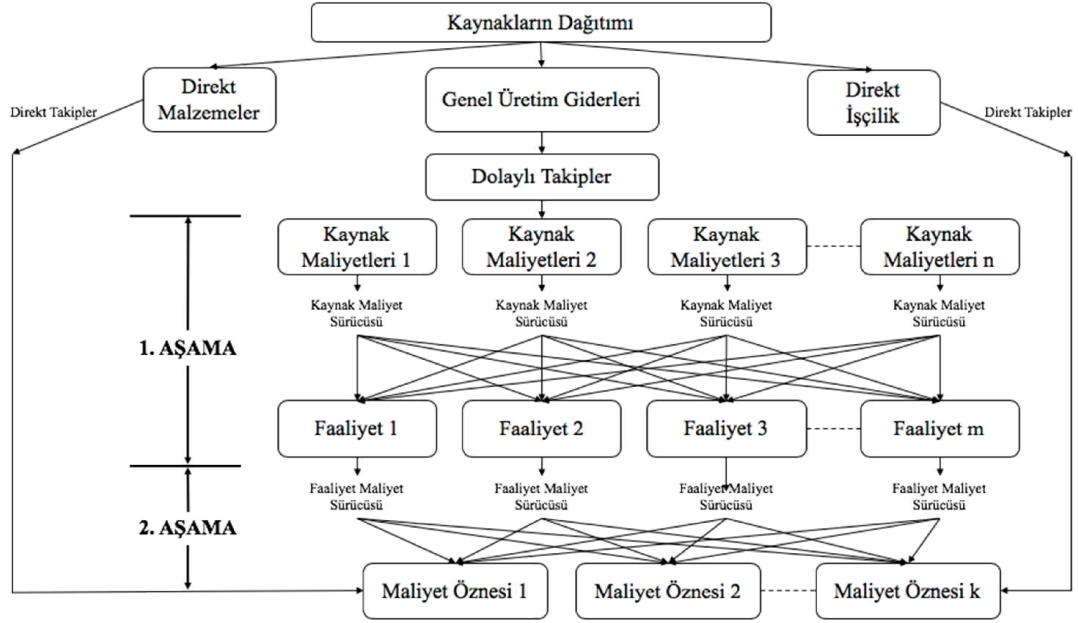 Kaynakların Dağıtımı
Direkt
Malzemeler
Genel Üretim Giderleri
Direkt
İşçilik
Direkt Takipler
Direkt Takipler
Dolaylı Takipler
Kaynak
Maliyetleri 1
Kaynak
Maliyetleri 2
Kaynak
Maliyetleri 3
Kaynak
Maliyetleri n
Kaynak Maliyet
Sürücüsü
Kaynak Maliyet
Sürücüsü
Kaynak Maliyet
Sürücüsü
Kaynak Maliyet
Sürücüsü
1. AŞAMA
Faaliyet 1
Faaliyet 2
Faaliyet 3
Faaliyet m
Faaliyet Maliyet
Sürücüsü
Faaliyet Maliyet
Sürücüsü
Faaliyet Maliyet
Sürücüsü
Faaliyet Maliyet
Sürücüsü
2. AŞAMA
Maliyet Öznesi 1
Maliyet Öznesi 2
Maliyet Öznesi k